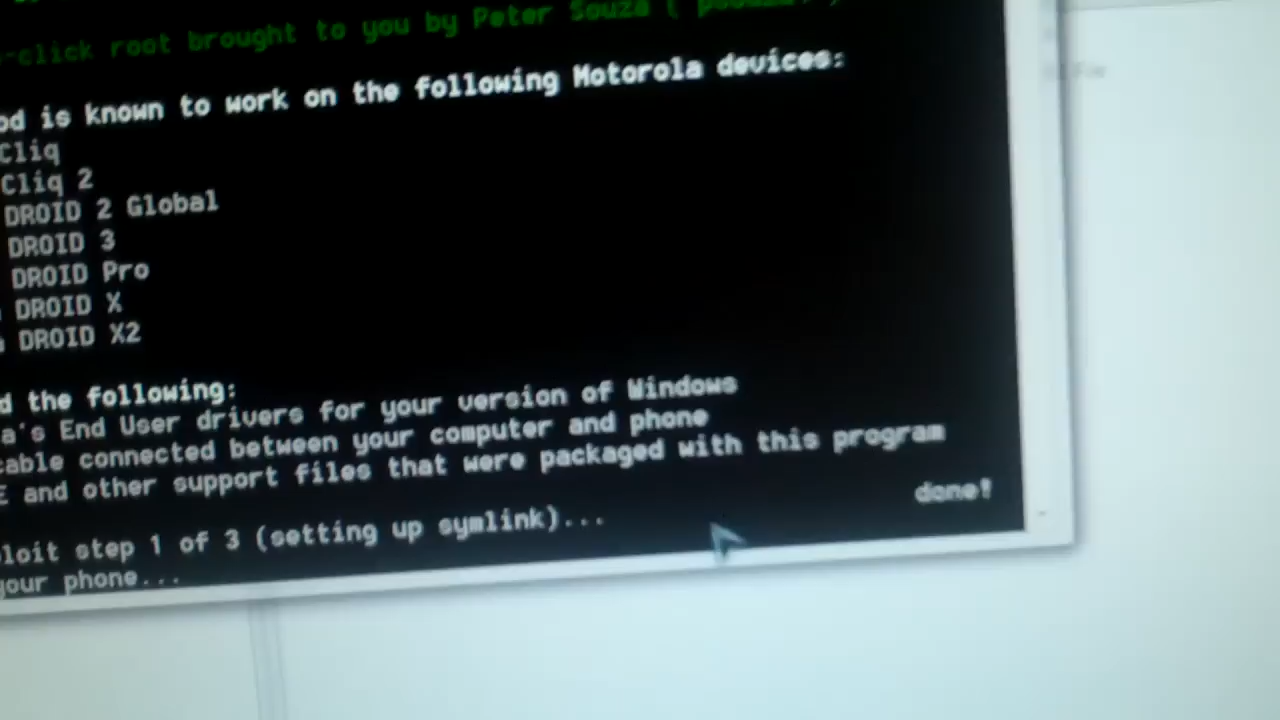 -click root brought to you by Peter Souza (
od is known to work on the following Motorola devices:
Cliq
Cliq 2
DROID 2 Global
DROID 3
DROID Pro
DROID X
DROID X2
d the following:
a's End User drivers for your version of Windows
cable connected between your computer and phone
E and other support files that were packaged with this program
loit step 1 of 3 (setting up symlink)... done!
your phone...